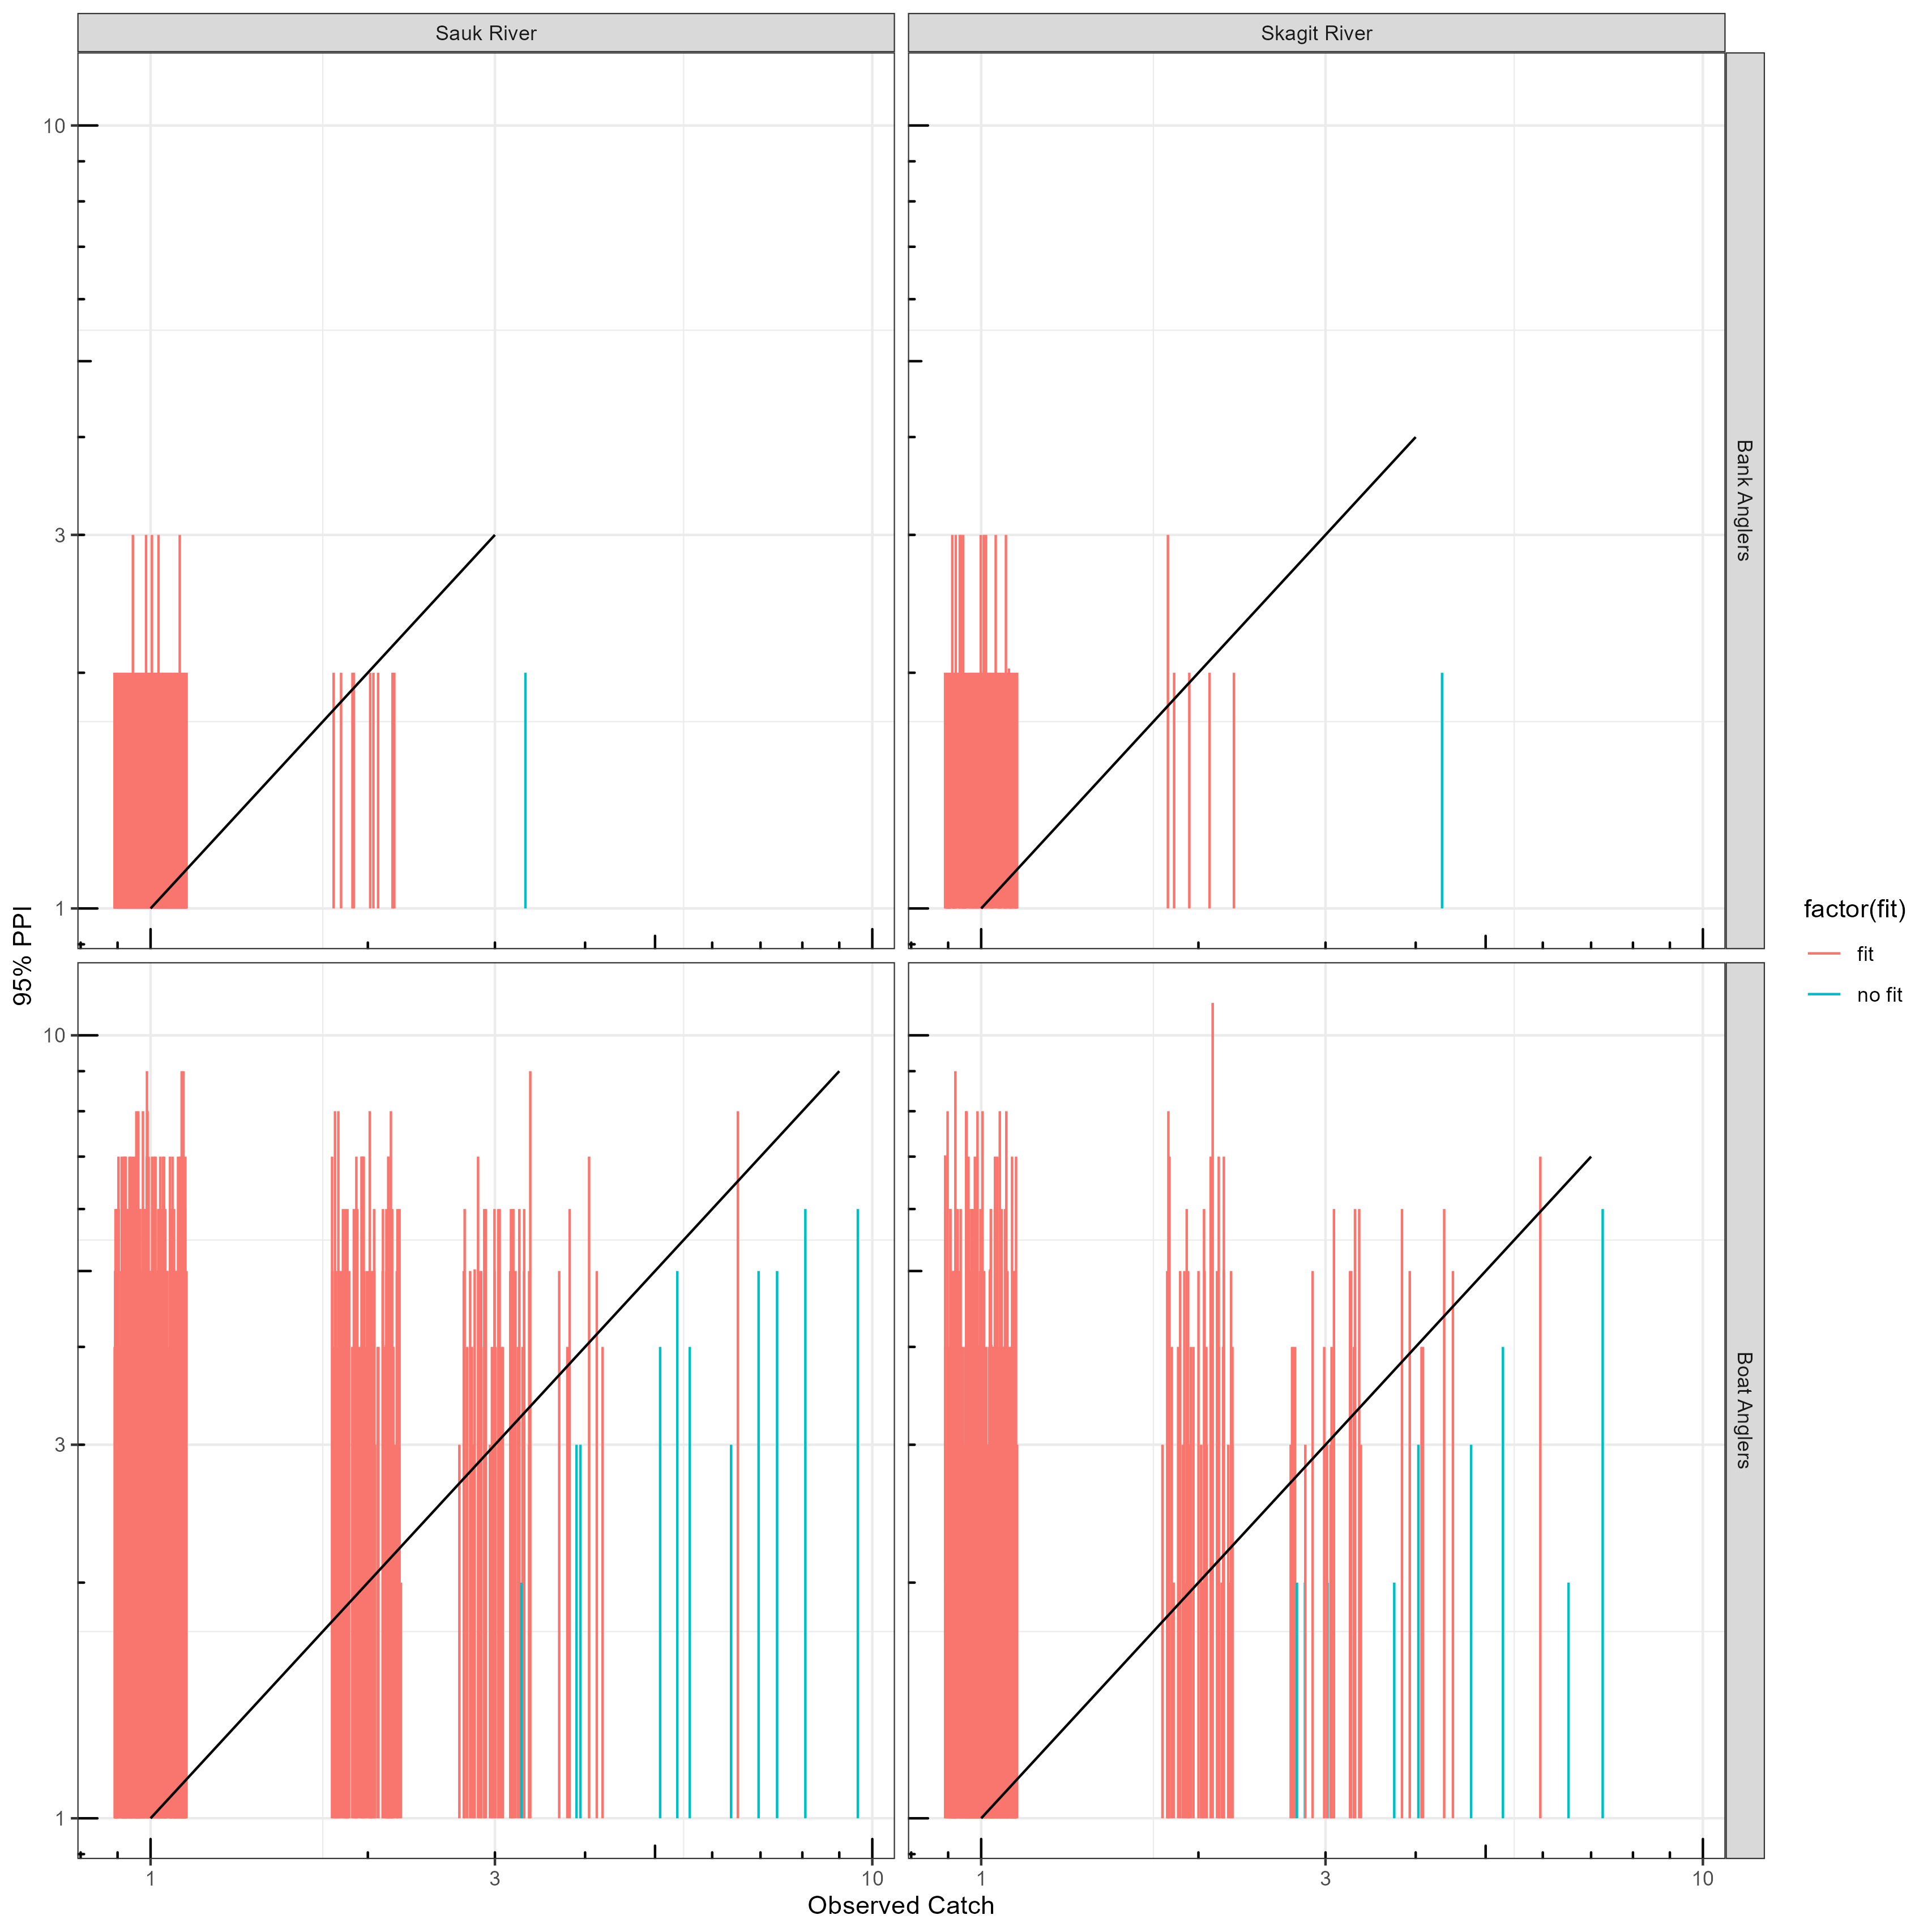 Sauk River
Skagit River
10
3
1
Bank Anglers
10
3
1
Boat Anglers
95% PPI
1
3
10
1
3
10
Observed Catch
factor(fit)
fit
no fit